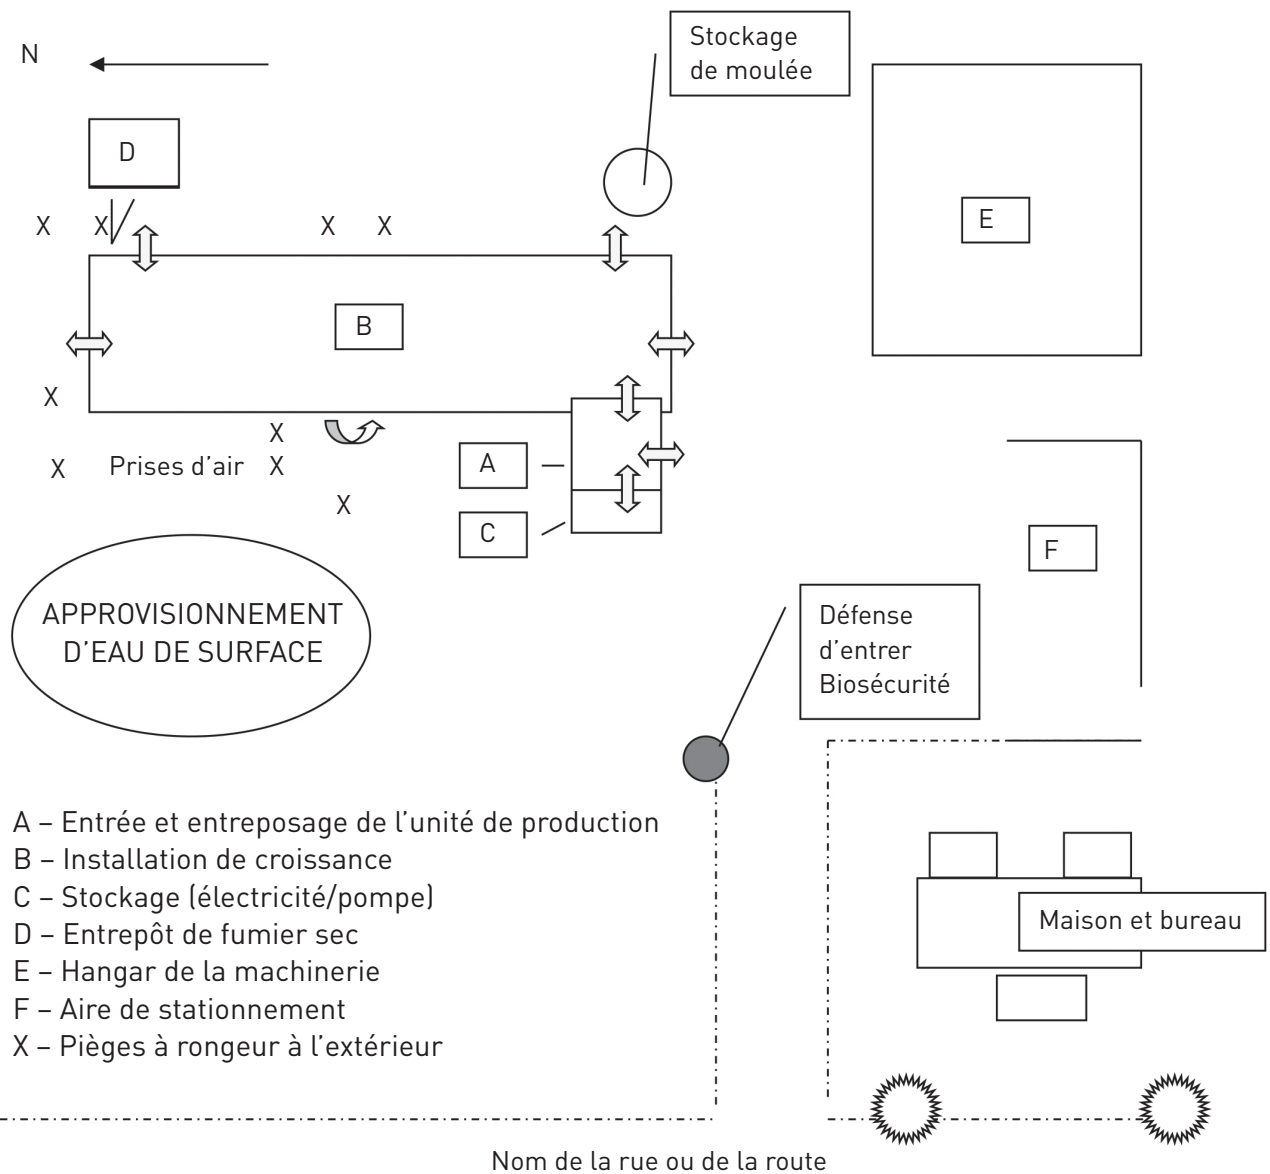 N
Stockage
de moulée
D
E
X
X
X
X
B
X
X
X
Prises d'air
X
X
A
C
F
APPROVISIONNEMENT
D'EAU DE SURFACE
Défense
d'entrer
Biosécurité
A – Entrée et entreposage de l'unité de production
B – Installation de croissance
C – Stockage (électricité/pompe)
D – Entrepôt de fumier sec
E – Hangar de la machinerie
F – Aire de stationnement
X – Pièges à rongeur à l'extérieur
Maison et bureau
Nom de la rue ou de la route